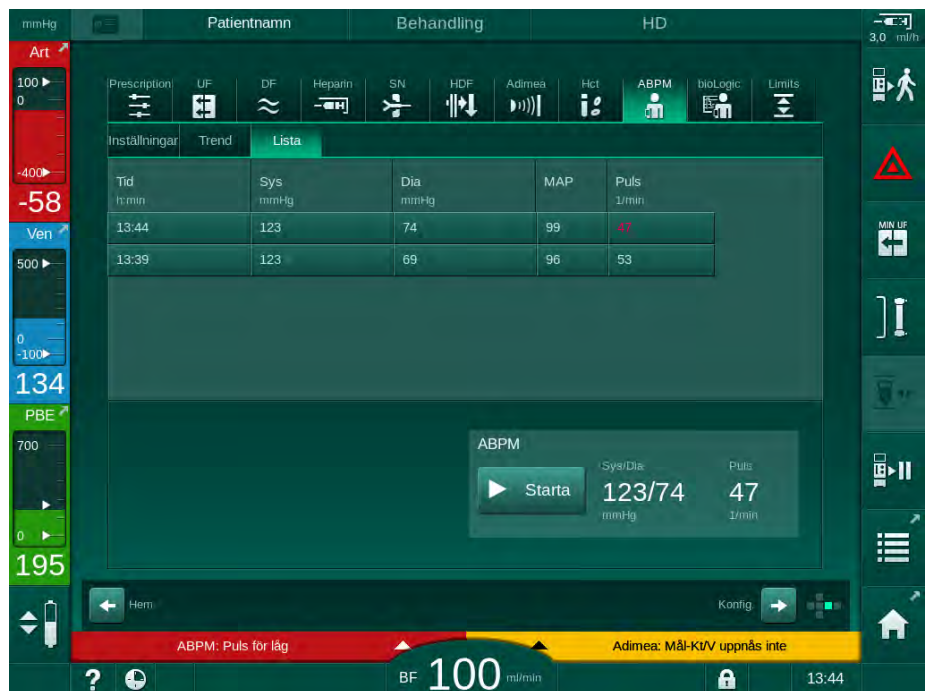 mmHg
Patientnamn
Behandling
HD
3,0 ml/h
Art
100
0
-400
-58
Ven
500
0
-100
134
PBE
700
0
195
Prescription UF DF Heparin SN HDF Adimea Hct ABPM bioLogic Limits
Inställningar Trend Lista
Tid Sys Dia MAP Puls
h:min mmHg mmHg 1/min
13:44 123 74 99 47
13:39 123 69 96 53
ABPM
Starta
Sys/Dia Puls
123/74 47
mmHg 1/min
MIN UF
Hem
Konfig.
ABPM: Puls för låg
Adimea: Mål-Kt/V uppnås inte
?
BF 100 ml/min
13:44